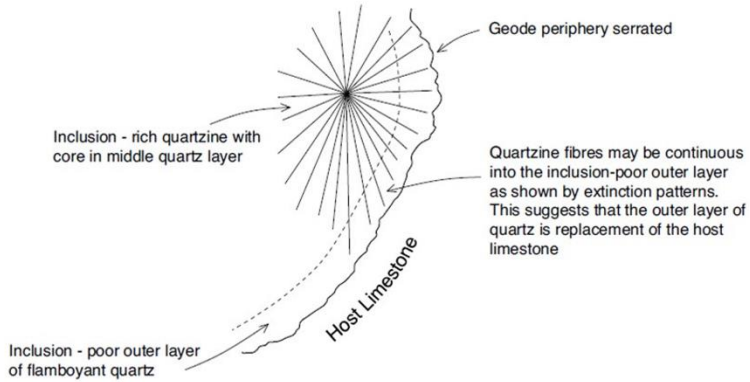 Geode periphery serrated
Inclusion - rich quartzine with
core in middle quartz layer
Quartzine fibres may be continuous
into the inclusion-poor outer layer
as shown by extinction patterns.
This suggests that the outer layer of
quartz is replacement of the host
limestone
Host Limestone
Inclusion - poor outer layer
of flamboyant quartz